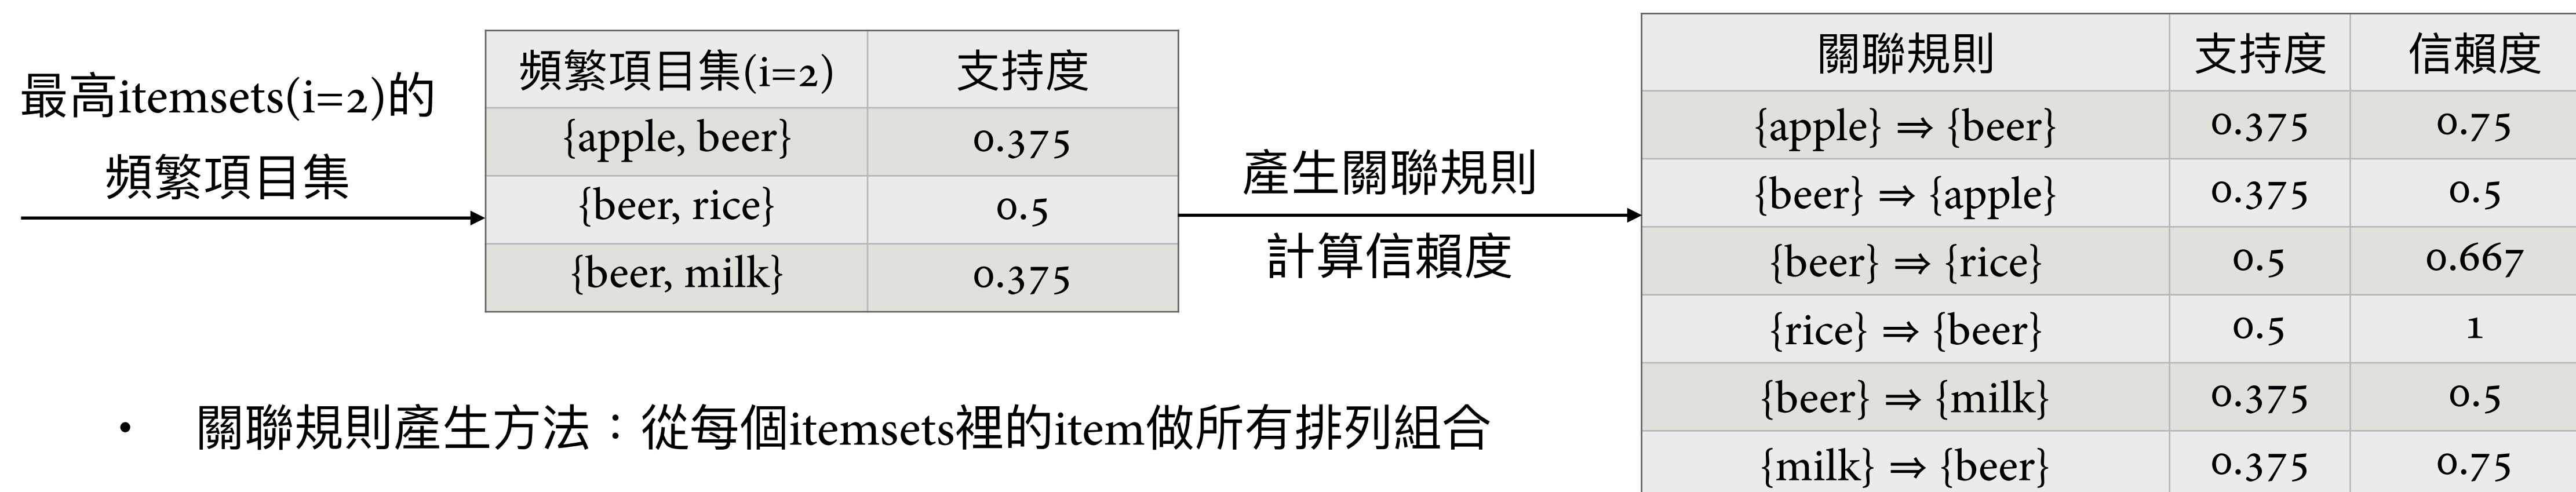 最高itemsets(i=2)的
頻繁項目集
頻繁項目集(i=2) 支持度
{apple, beer} 0.375
{beer, rice} 0.5
{beer, milk} 0.375
產生關聯規則
計算信賴度
關聯規則 支持度 信賴度
{apple} ⇒ {beer} 0.375 0.75
{beer} ⇒ {apple} 0.375 0.5
{beer} ⇒ {rice} 0.5 0.667
{rice} ⇒ {beer} 0.5 1
{beer} ⇒ {milk} 0.375 0.5
{milk} ⇒ {beer} 0.375 0.75
• 關聯規則產生方法：從每個itemsets裡的item做所有排列組合